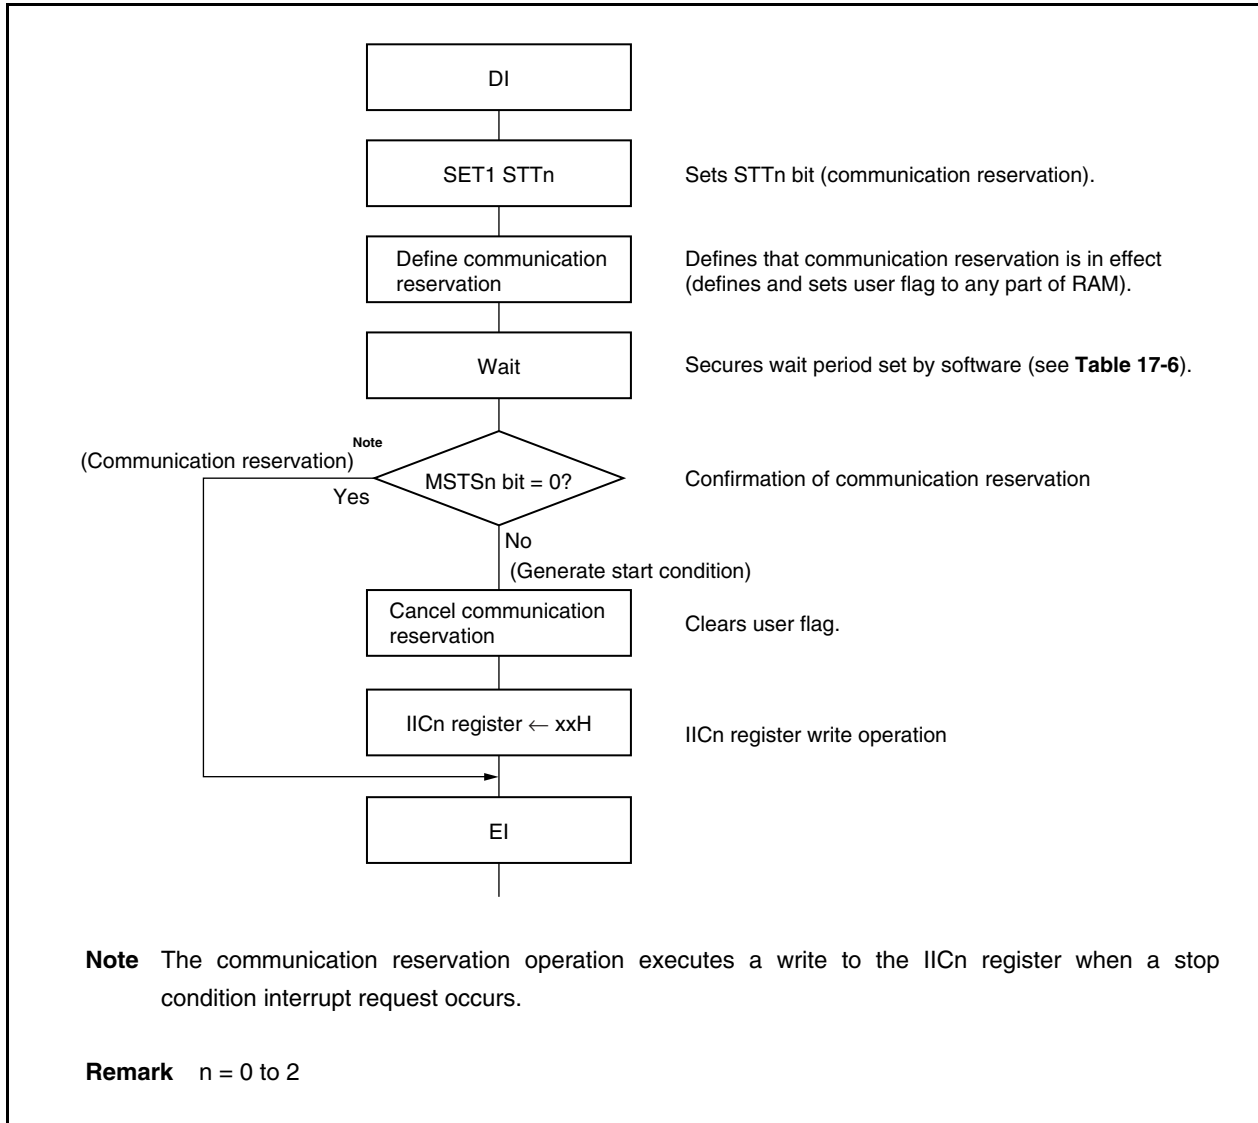 DI
SET1 STTn
Sets STTn bit (communication reservation).
Define communication
reservation
Defines that communication reservation is in effect
(defines and sets user flag to any part of RAM).
Wait
Secures wait period set by software (see Table 17-6).
(Communication reservation)Note
MSTSn bit = 0?
Confirmation of communication reservation
Yes
No
(Generate start condition)
Cancel communication
reservation
Clears user flag.
IICn register ← xxH
IICn register write operation
EI
Note The communication reservation operation executes a write to the IICn register when a stop
condition interrupt request occurs.
Remark n = 0 to 2